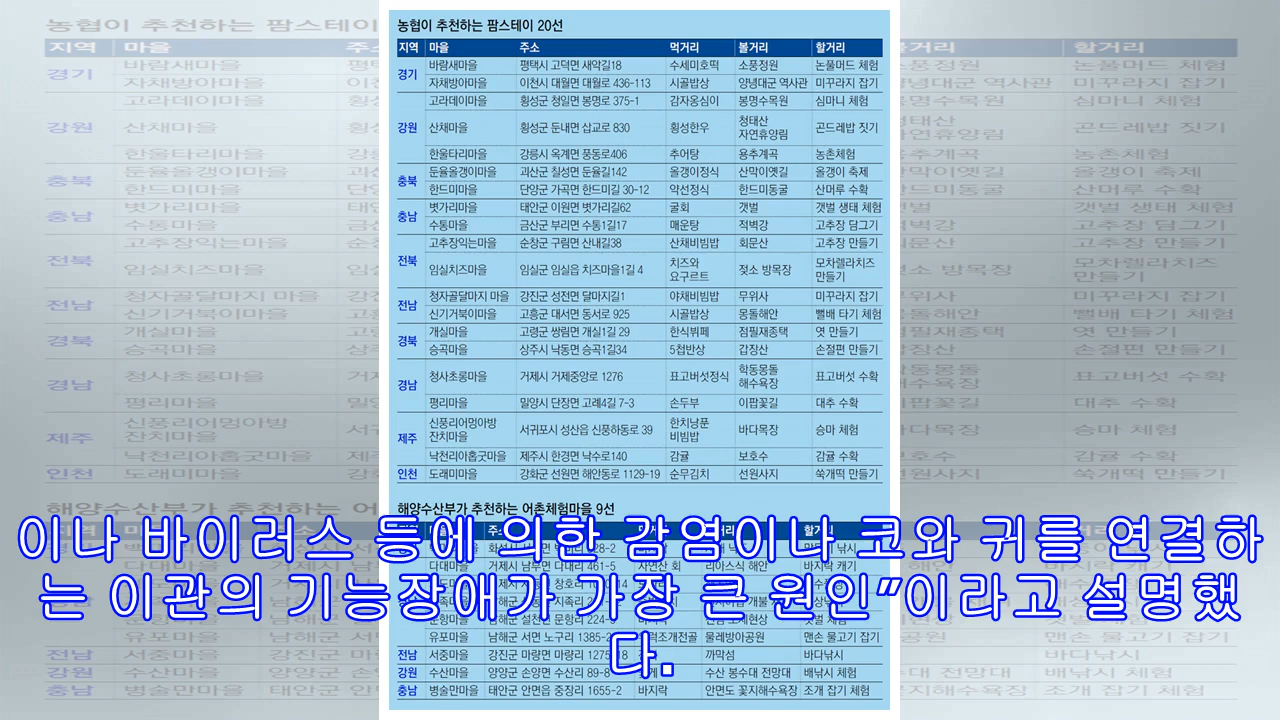 농협이 추천하는 팜스테이 20선
지역 마을 주소 먹거리 볼거리 할거리
경기 바람새마을 평택시 고덕면 새악길18 수세미호떡 소풍정원 논풀머드 체험
자채방아마을 이천시 대월면 대월로 436-113 시골밥상 양녕대군 역사관 미꾸라지 잡기
강원 고라데이마을 횡성군 청일면 봉명로 375-1 감자옹심이 봉명수목원 심마니 체험
산채마을 횡성군 둔내면 삽교로 830 횡성한우 청태산 자연휴양림 곤드레밥 짓기
한울타리마을 강릉시 옥계면 풍동로406 추어탕 용추계곡 농촌체험
충북 둔율올갱이마을 괴산군 칠성면 둔율길142 올갱이정식 산막이옛길 올갱이 축제
한드미마을 단양군 가곡면 한드미길 30-12 약선정식 한드미동굴 산머루 수확
충남 볏가리마을 태안군 이원면 볏가리길62 굴회 갯벌 갯벌 생태 체험
수통마을 금산군 부리면 수통1길17 매운탕 적벽강 고추장 담그기
전북 고추장익는마을 순창군 구림면 산내길38 산채비빔밥 회문산 고추장 만들기
임실치즈마을 임실군 임실읍 치즈마을1길 4 치즈와 요구르트 젖소 방목장 모차렐라치즈 만들기
전남 청자골달마지 마을 강진군 성전면 달마지길1 야채비빔밥 무위사 미꾸라지 잡기
신기거북이마을 고흥군 대서면 동서로 925 시골밥상 몽돌해안 뻘배 타기 체험
경북 개실마을 고령군 쌍림면 개실1길 29 한식뷔페 점필재종택 엿 만들기
승곡마을 상주시 낙동면 승곡1길34 5첩반상 갑장산 손절편 만들기
경남 청사초롱마을 거제시 거제중앙로 1276 표고버섯정식 학동몽돌 해수욕장 표고버섯 수확
평리마을 밀양시 단장면 고례4길 7-3 손두부 이팝꽃길 대추 수확
제주 신풍리어멍아방 잔치마을 서귀포시 성산읍 신풍하동로 39 한치냉푼 비빔밥 바다목장 승마 체험
낙천리아홉굿마을 제주시 한경면 낙수로140 감귤 보호수 감귤 수확
인천 도래미마을 강화군 선원면 해안동로 1129-19 순무김치 선원사지 쑥개떡 만들기
해양수산부가 추천하는 어촌체험마을 9선
이나 바이러스 등에 의한 감염이나 코와 귀를 연결하
는 이관의 기능장애가 가장 큰 원인”이라고 설명했
다.
다대마을 거제시 남부면 다대리 461-5 자연산 회 리아스식 해안 바지락 캐기
유포마을 남해군 서면 노구리 1385-2 물레방아공원 맨손 물고기 잡기
전남 서중마을 강진군 마량면 마량리 까막섬 바다낚시
강원 수산마을 양양군 손양면 수산리 89-8 수산 봉수대 전망대 배낚시 체험
충남 병술만마을 태안군 안면읍 중장리 1655-2 바지락 안면도 꽃지해수욕장 조개 잡기 체험